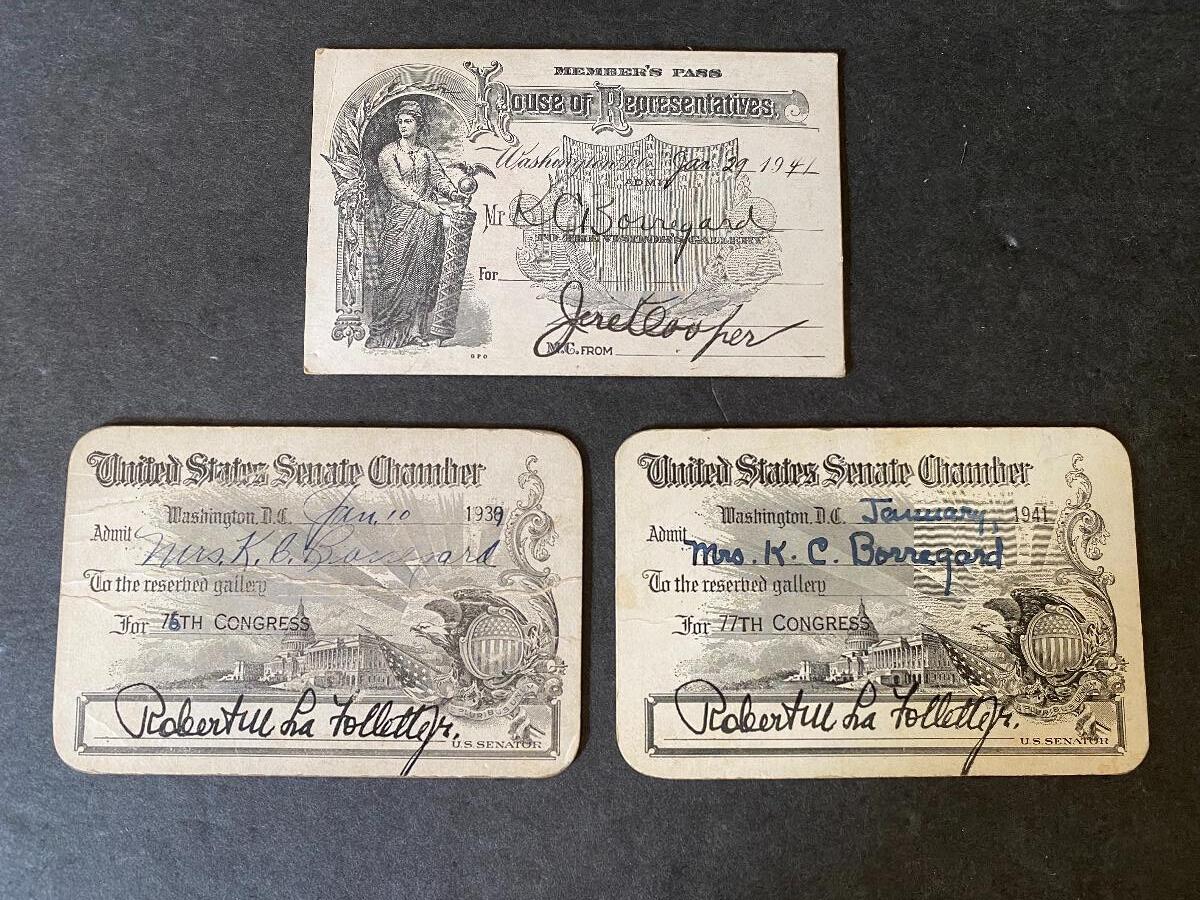 MEMBER'S PASS
House of Representatives,
Washington, D.C. Jan 29 1941
ADMIT
Mr K C Borregard
TO THE VISITORS GALLERY
For
Jere Cooper
M.C. FROM
GPO
United States Senate Chamber
Washington, D.C. Jan. 10 1939
Admit Mrs. K. C. Borregard
To the reserved gallery
For 76TH CONGRESS
Robert M La Follette Jr.
U.S. SENATOR
United States Senate Chamber
Washington, D.C. January, 1941
Admit Mrs. K. C. Borregard
To the reserved gallery
For 77TH CONGRESS
Robert M La Follette Jr.
U.S. SENATOR